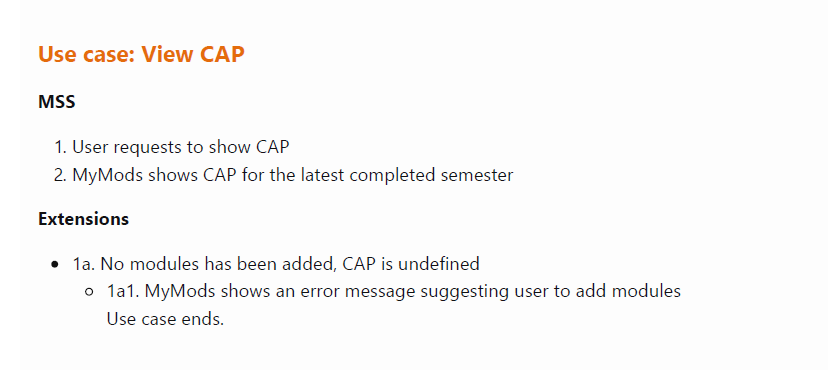 Use case: View CAP
MSS
1. User requests to show CAP
2. MyMods shows CAP for the latest completed semester
Extensions
• 1a. No modules has been added, CAP is undefined
◦ 1a1. MyMods shows an error message suggesting user to add modules
Use case ends.